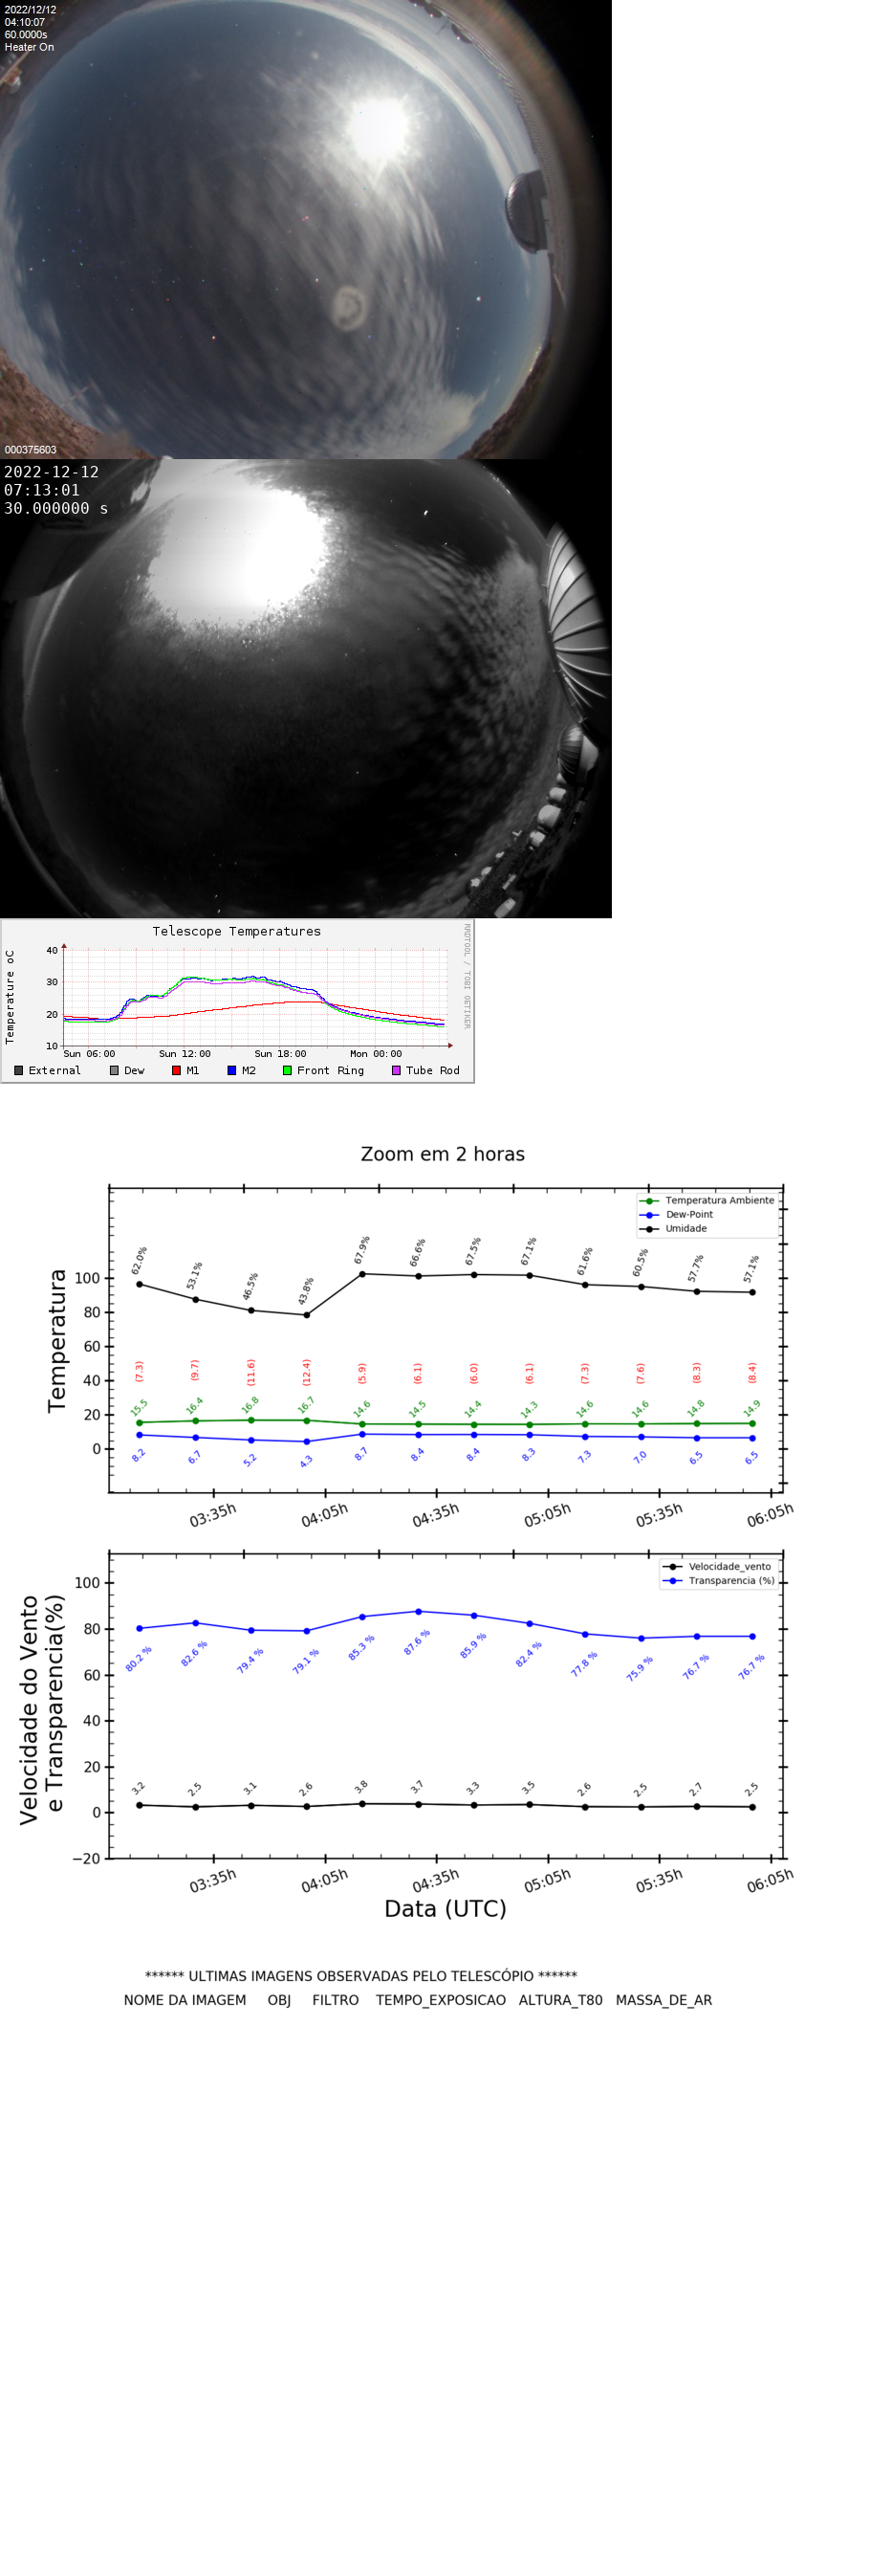 2022/12/12
04:10:07
60.0000s
Heater On
000375603
2022-12-12
07:13:01
30.000000 s
Telescope Temperatures
RRDTOOL / TOBI OETIKER
Temperature oC
40
30
20
10
Sun 06:00 Sun 12:00 Sun 18:00 Mon 00:00
External Dew M1 M2 Front Ring Tube Rod
Zoom em 2 horas
Temperatura Ambiente
Dew-Point
Umidade
Temperatura
100
80
60
40
20
0
62.0% 53.1% 46.5% 43.8% 67.9% 66.6% 67.5% 67.1% 61.6% 60.5% 57.7% 57.1%
(7.3) (9.7) (11.6) (12.4) (5.9) (6.1) (6.0) (6.1) (7.3) (7.6) (8.3) (8.4)
15.5 16.4 16.8 16.7 14.6 14.5 14.4 14.3 14.6 14.6 14.8 14.9
8.2 6.7 5.2 4.3 8.7 8.4 8.4 8.3 7.3 7.0 6.5 6.5
03:35h 04:05h 04:35h 05:05h 05:35h 06:05h
Velocidade_vento
Transparencia (%)
Velocidade do Vento
e Transparencia(%)
100
80
60
40
20
0
−20
80.2 % 82.6 % 79.4 % 79.1 % 85.3 % 87.6 % 85.9 % 82.4 % 77.8 % 75.9 % 76.7 % 76.7 %
3.2 2.5 3.1 2.6 3.8 3.7 3.3 3.5 2.6 2.5 2.7 2.5
03:35h 04:05h 04:35h 05:05h 05:35h 06:05h
Data (UTC)
****** ULTIMAS IMAGENS OBSERVADAS PELO TELESCÓPIO ******
NOME DA IMAGEM OBJ FILTRO TEMPO_EXPOSICAO ALTURA_T80 MASSA_DE_AR